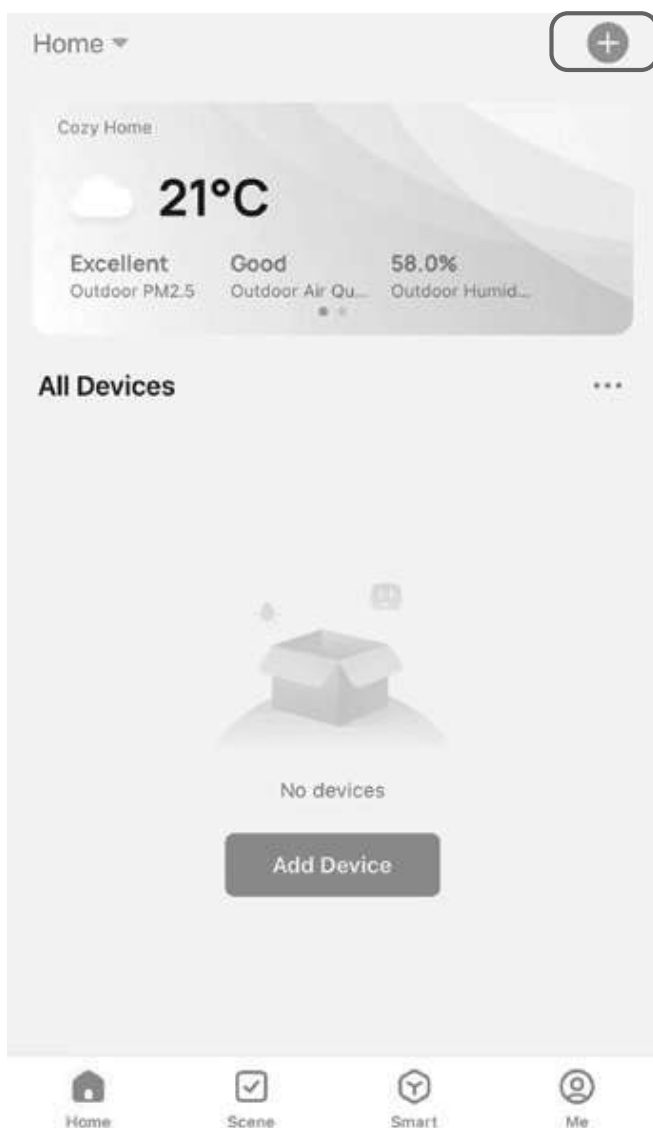 Home
Cozy Home
21°C
Excellent Good 58.0%
Outdoor PM2.5 Outdoor Air Qu... Outdoor Humid...
All Devices
No devices
Add Device
Home Scene Smart Me